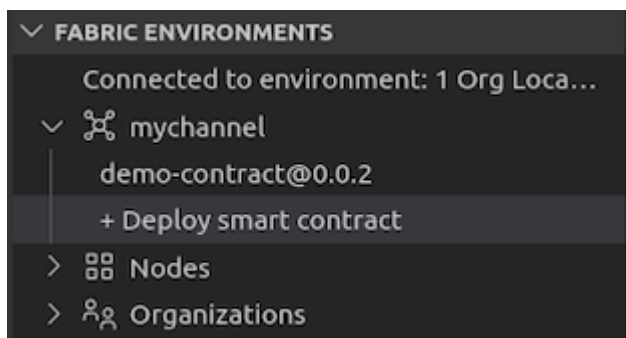 FABRIC ENVIRONMENTS
Connected to environment: 1 Org Loca...
mychannel
demo-contract@0.0.2
+ Deploy smart contract
Nodes
Organizations